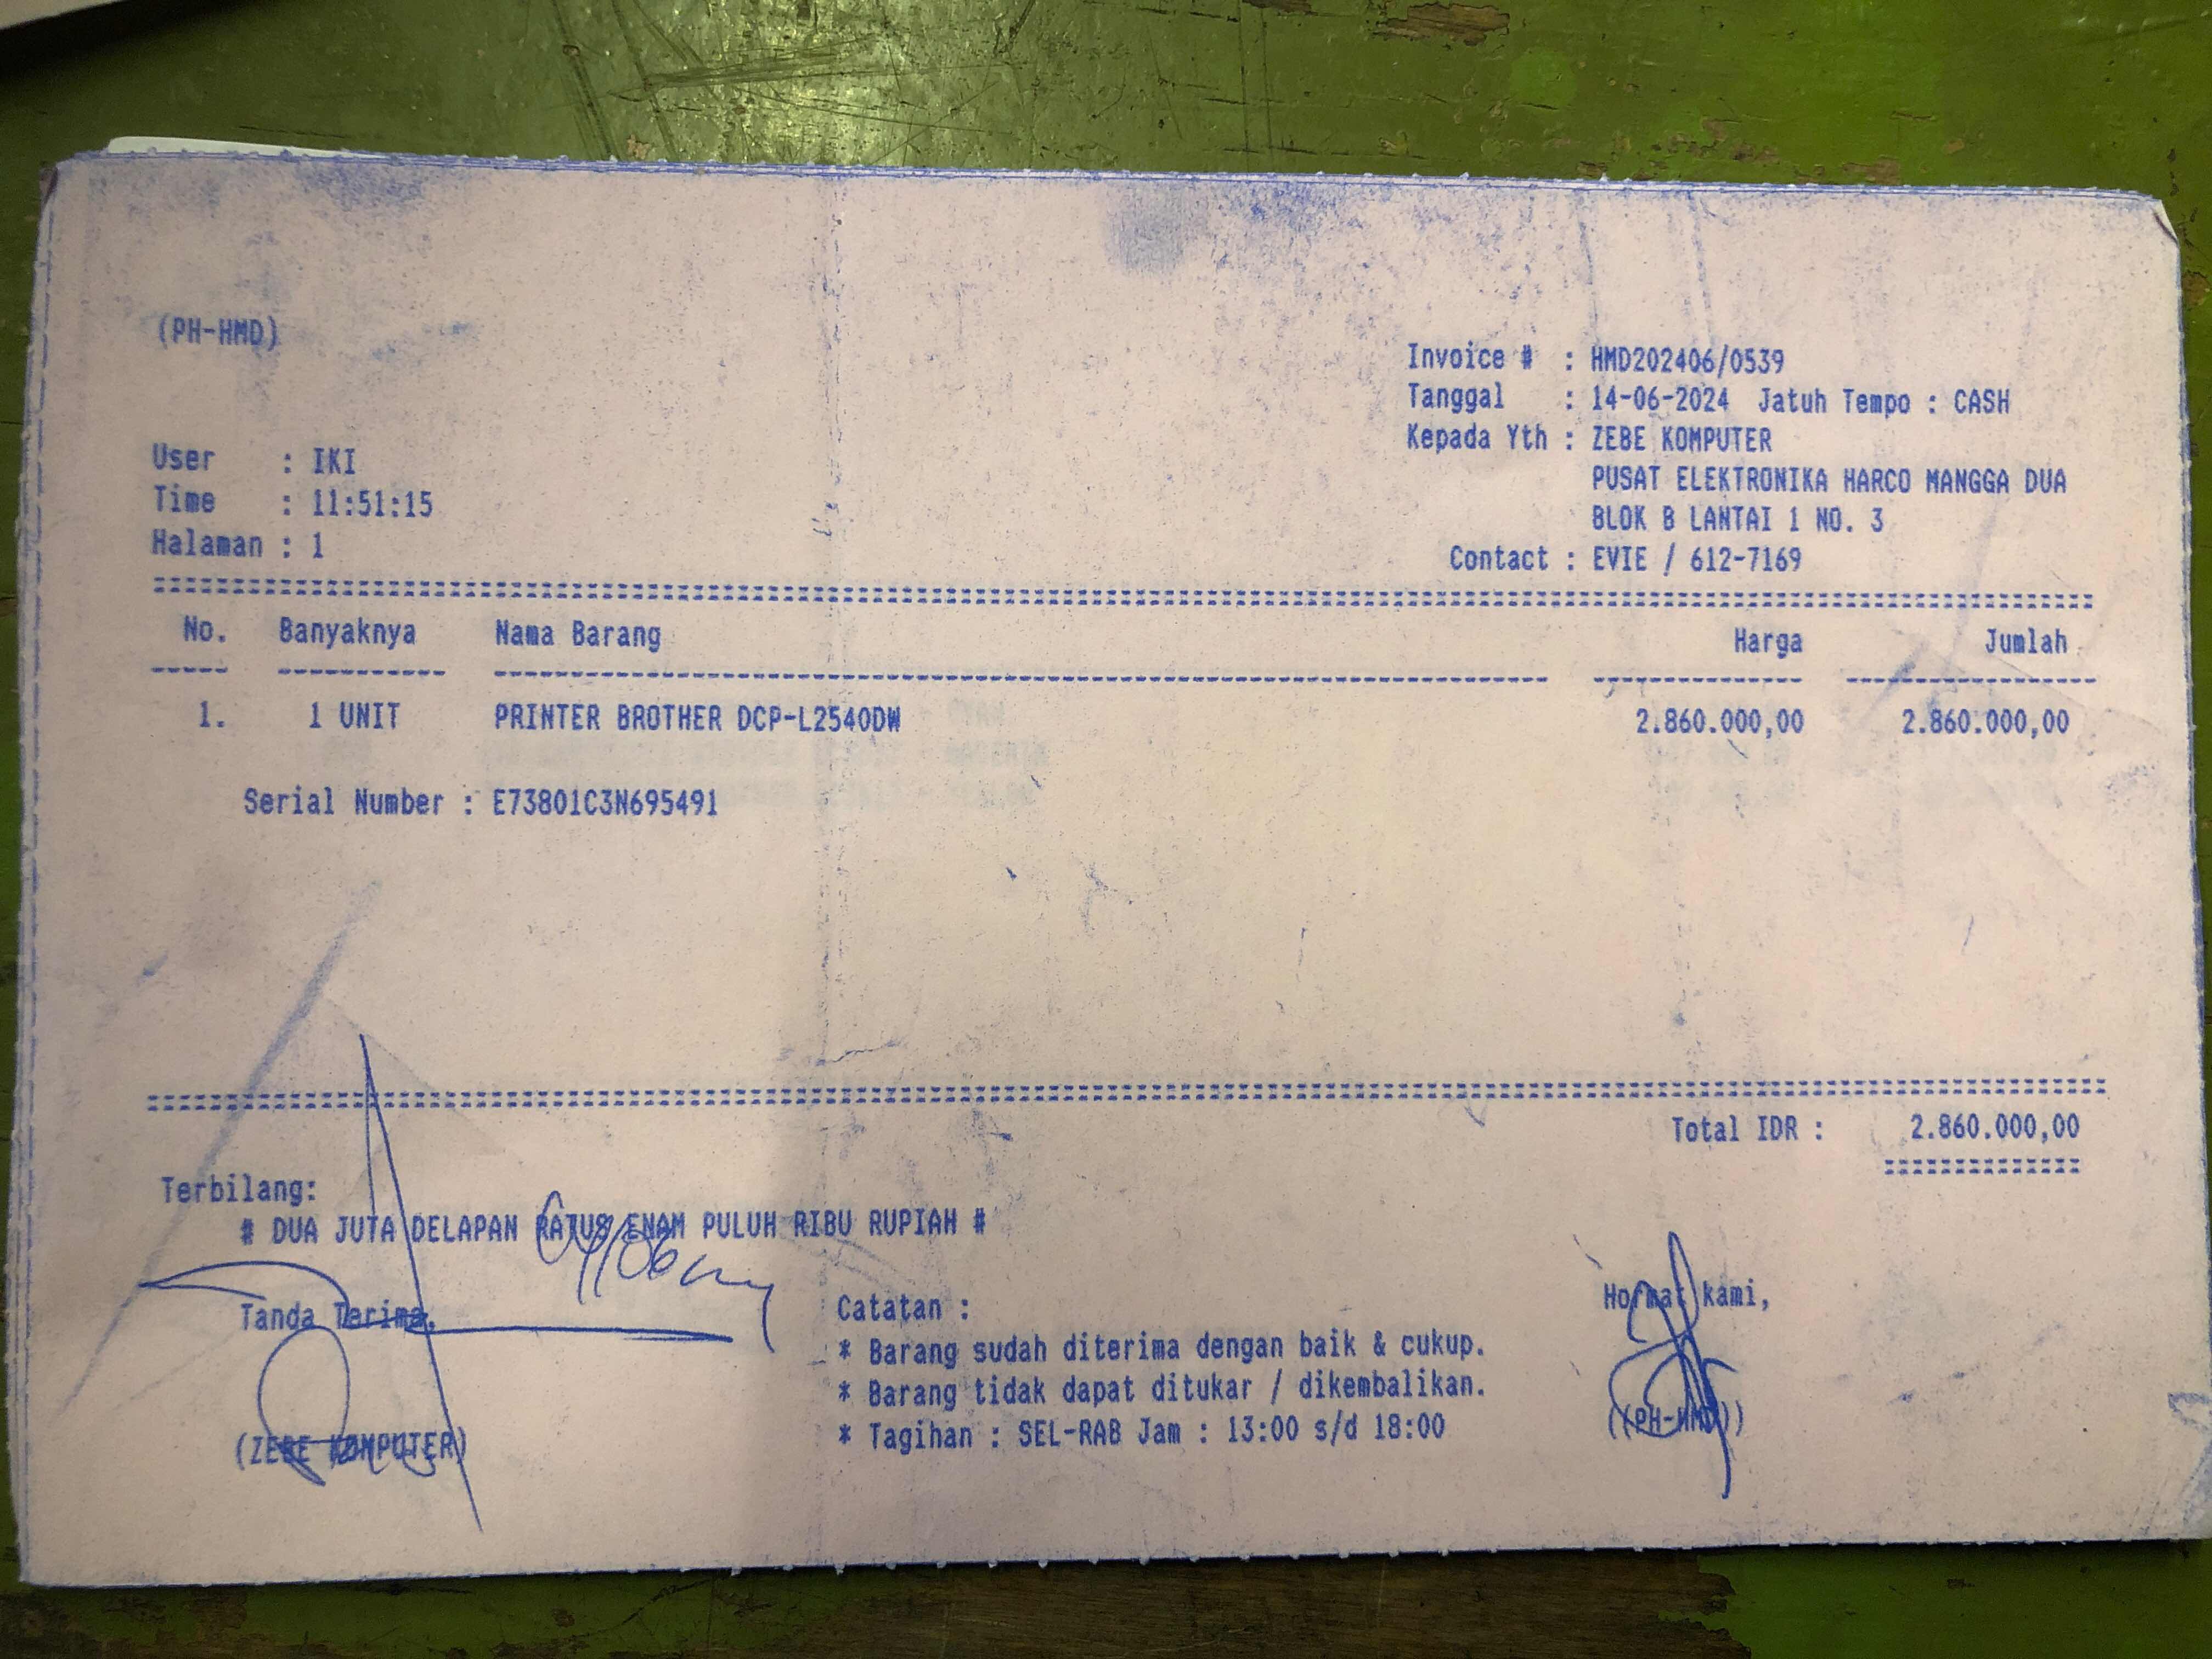 (PH-HMD)
Invoice # : HMD202406/0539
Tanggal : 14-06-2024 Jatuh Tempo : CASH
Kepada Yth : ZEBE KOMPUTER
PUSAT ELEKTRONIKA HARCO MANGGA DUA
BLOK B LANTAI 1 NO. 3
Contact : EVIE / 612-7169
User : IKI
Time : 11:51:15
Halaman : 1
No. Banyaknya Nama Barang Harga Jumlah
1. 1 UNIT PRINTER BROTHER DCP-L2540DW 2.860.000,00 2.860.000,00
Serial Number : E73801C3N695491
Total IDR : 2.860.000,00
Terbilang:
# DUA JUTA DELAPAN RATUS ENAM PULUH RIBU RUPIAH #
Tanda Terima,
(ZEBE KOMPUTER)
Catatan :
* Barang sudah diterima dengan baik & cukup.
* Barang tidak dapat ditukar / dikembalikan.
* Tagihan : SEL-RAB Jam : 13:00 s/d 18:00
Hormat kami,
((PH-HMD))